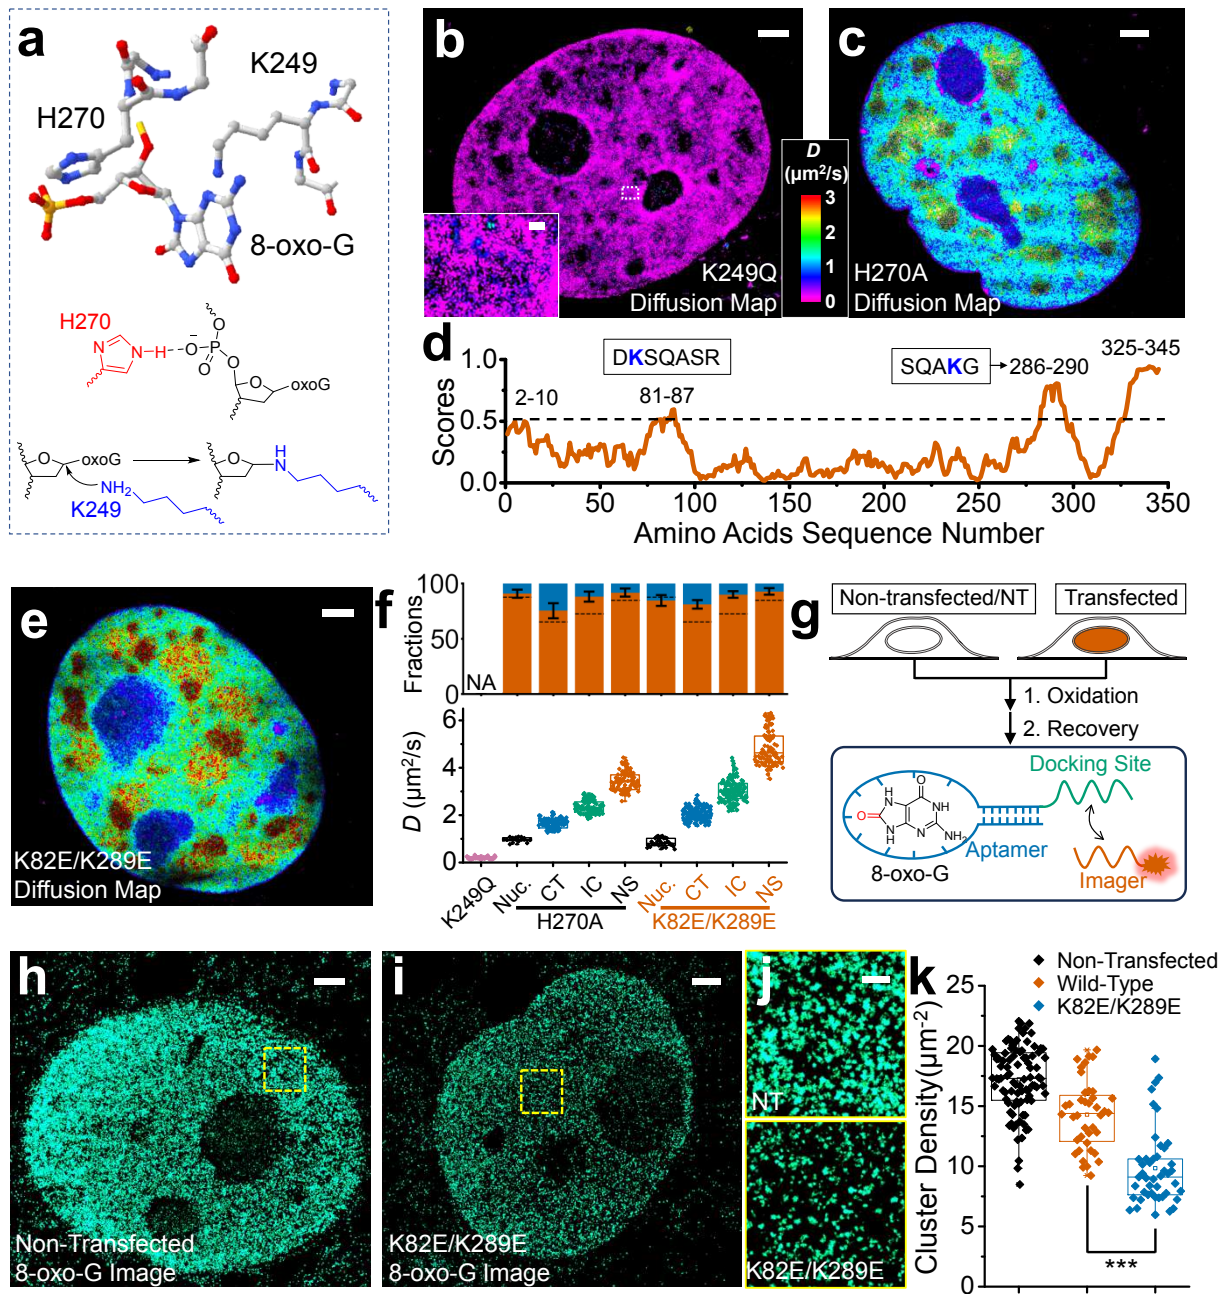 a
K249
H270
8-oxo-G
H270
N
N
H
O
−
O
P
O
O
O
oxoG
O
oxoG
NH2
K249
O
H
N
b
K249Q
Diffusion Map
c
D
(µm²/s)
3
2
1
0
H270A
Diffusion Map
d
DKSQASR
SQAKG
286-290
325-345
2-10
81-87
Scores
1.0
0.5
0.0
0
50
100
150
200
250
300
350
Amino Acids Sequence Number
e
K82E/K289E
Diffusion Map
f
Fractions
100
50
0
NA
D (µm²/s)
6
4
2
0
K249Q
Nuc.
CT
IC
NS
Nuc.
CT
IC
NS
H270A
K82E/K289E
g
Non-transfected/NT
Transfected
1. Oxidation
2. Recovery
Docking Site
O
H
N
O
N
H
NH
N
NH2
8-oxo-G
Aptamer
Imager
h
Non-Transfected
8-oxo-G Image
i
K82E/K289E
8-oxo-G Image
j
NT
K82E/K289E
k
Non-Transfected
Wild-Type
K82E/K289E
Cluster Density(µm⁻²)
25
20
15
10
5
0
***